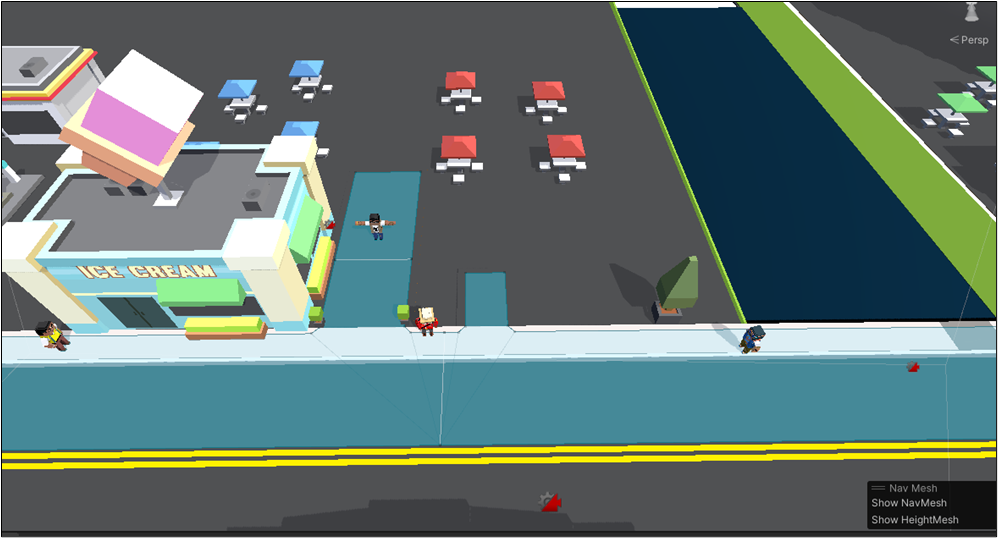 < Persp
ICE CREAM
Nav Mesh
Show NavMesh
Show HeightMesh